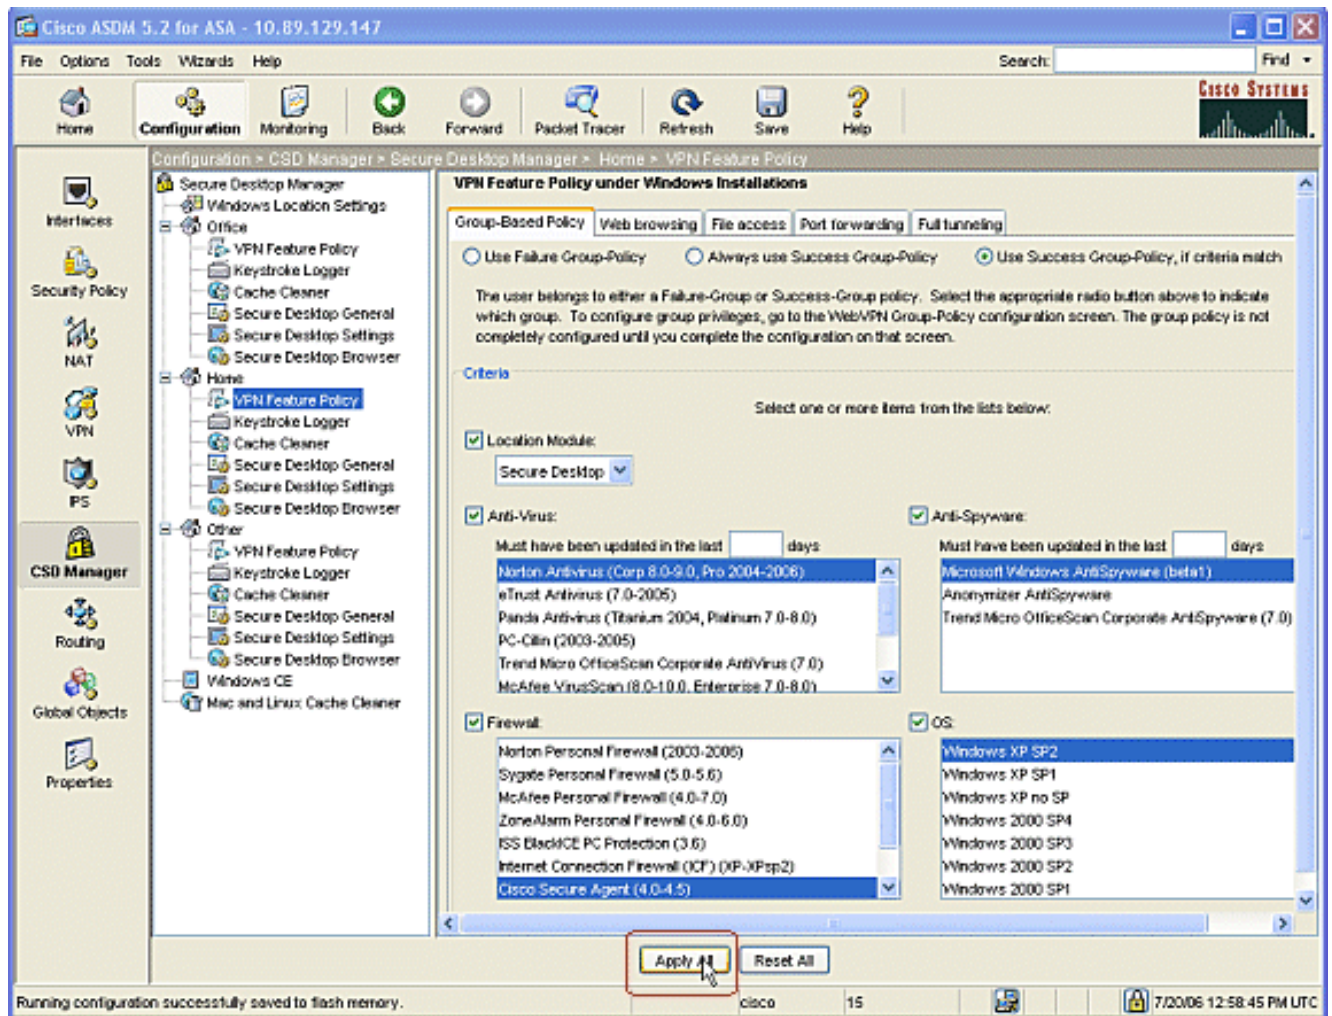 Cisco ASDM 5.2 for ASA - 10.89.129.147
File Options Tools Wizards Help Search: Find
Home Configuration Monitoring Back Forward Packet Tracer Refresh Save Help
CISCO SYSTEMS
Configuration > CSD Manager > Secure Desktop Manager > Home > VPN Feature Policy
Interfaces
Security Policy
NAT
VPN
IPS
CSD Manager
Routing
Global Objects
Properties
Secure Desktop Manager
Windows Location Settings
Office
VPN Feature Policy
Keystroke Logger
Cache Cleaner
Secure Desktop General
Secure Desktop Settings
Secure Desktop Browser
Home
VPN Feature Policy
Keystroke Logger
Cache Cleaner
Secure Desktop General
Secure Desktop Settings
Secure Desktop Browser
Other
VPN Feature Policy
Keystroke Logger
Cache Cleaner
Secure Desktop General
Secure Desktop Settings
Secure Desktop Browser
Windows CE
Mac and Linux Cache Cleaner
VPN Feature Policy under Windows Installations
Group-Based Policy Web browsing File access Port forwarding Full tunneling
Use Failure Group-Policy Always use Success Group-Policy Use Success Group-Policy, if criteria match
The user belongs to either a Failure-Group or Success-Group policy. Select the appropriate radio button above to indicate
which group. To configure group privileges, go to the WebVPN Group-Policy configuration screen. The group policy is not
completely configured until you complete the configuration on that screen.
Criteria
Select one or more items from the lists below:
Location Module:
Secure Desktop
Anti-Virus:
Must have been updated in the last days
Norton Antivirus (Corp 8.0-9.0, Pro 2004-2006)
eTrust Antivirus (7.0-2005)
Panda Antivirus (Titanium 2004, Platinum 7.0-8.0)
PC-Cillin (2003-2005)
Trend Micro OfficeScan Corporate AntiVirus (7.0)
McAfee VirusScan (8.0-10.0, Enterprise 7.0-8.0)
Anti-Spyware:
Must have been updated in the last days
Microsoft Windows AntiSpyware (beta1)
Anonymizer AntiSpyware
Trend Micro OfficeScan Corporate AntiSpyware (7.0)
Firewall:
Norton Personal Firewall (2003-2006)
Sygate Personal Firewall (5.0-5.6)
McAfee Personal Firewall (4.0-7.0)
ZoneAlarm Personal Firewall (4.0-6.0)
ISS BlackICE PC Protection (3.6)
Internet Connection Firewall (ICF) (XP-XPsp2)
Cisco Secure Agent (4.0-4.5)
OS:
Windows XP SP2
Windows XP SP1
Windows XP no SP
Windows 2000 SP4
Windows 2000 SP3
Windows 2000 SP2
Windows 2000 SP1
Apply All Reset All
Running configuration successfully saved to flash memory. cisco 15 7/20/06 12:58:45 PM UTC